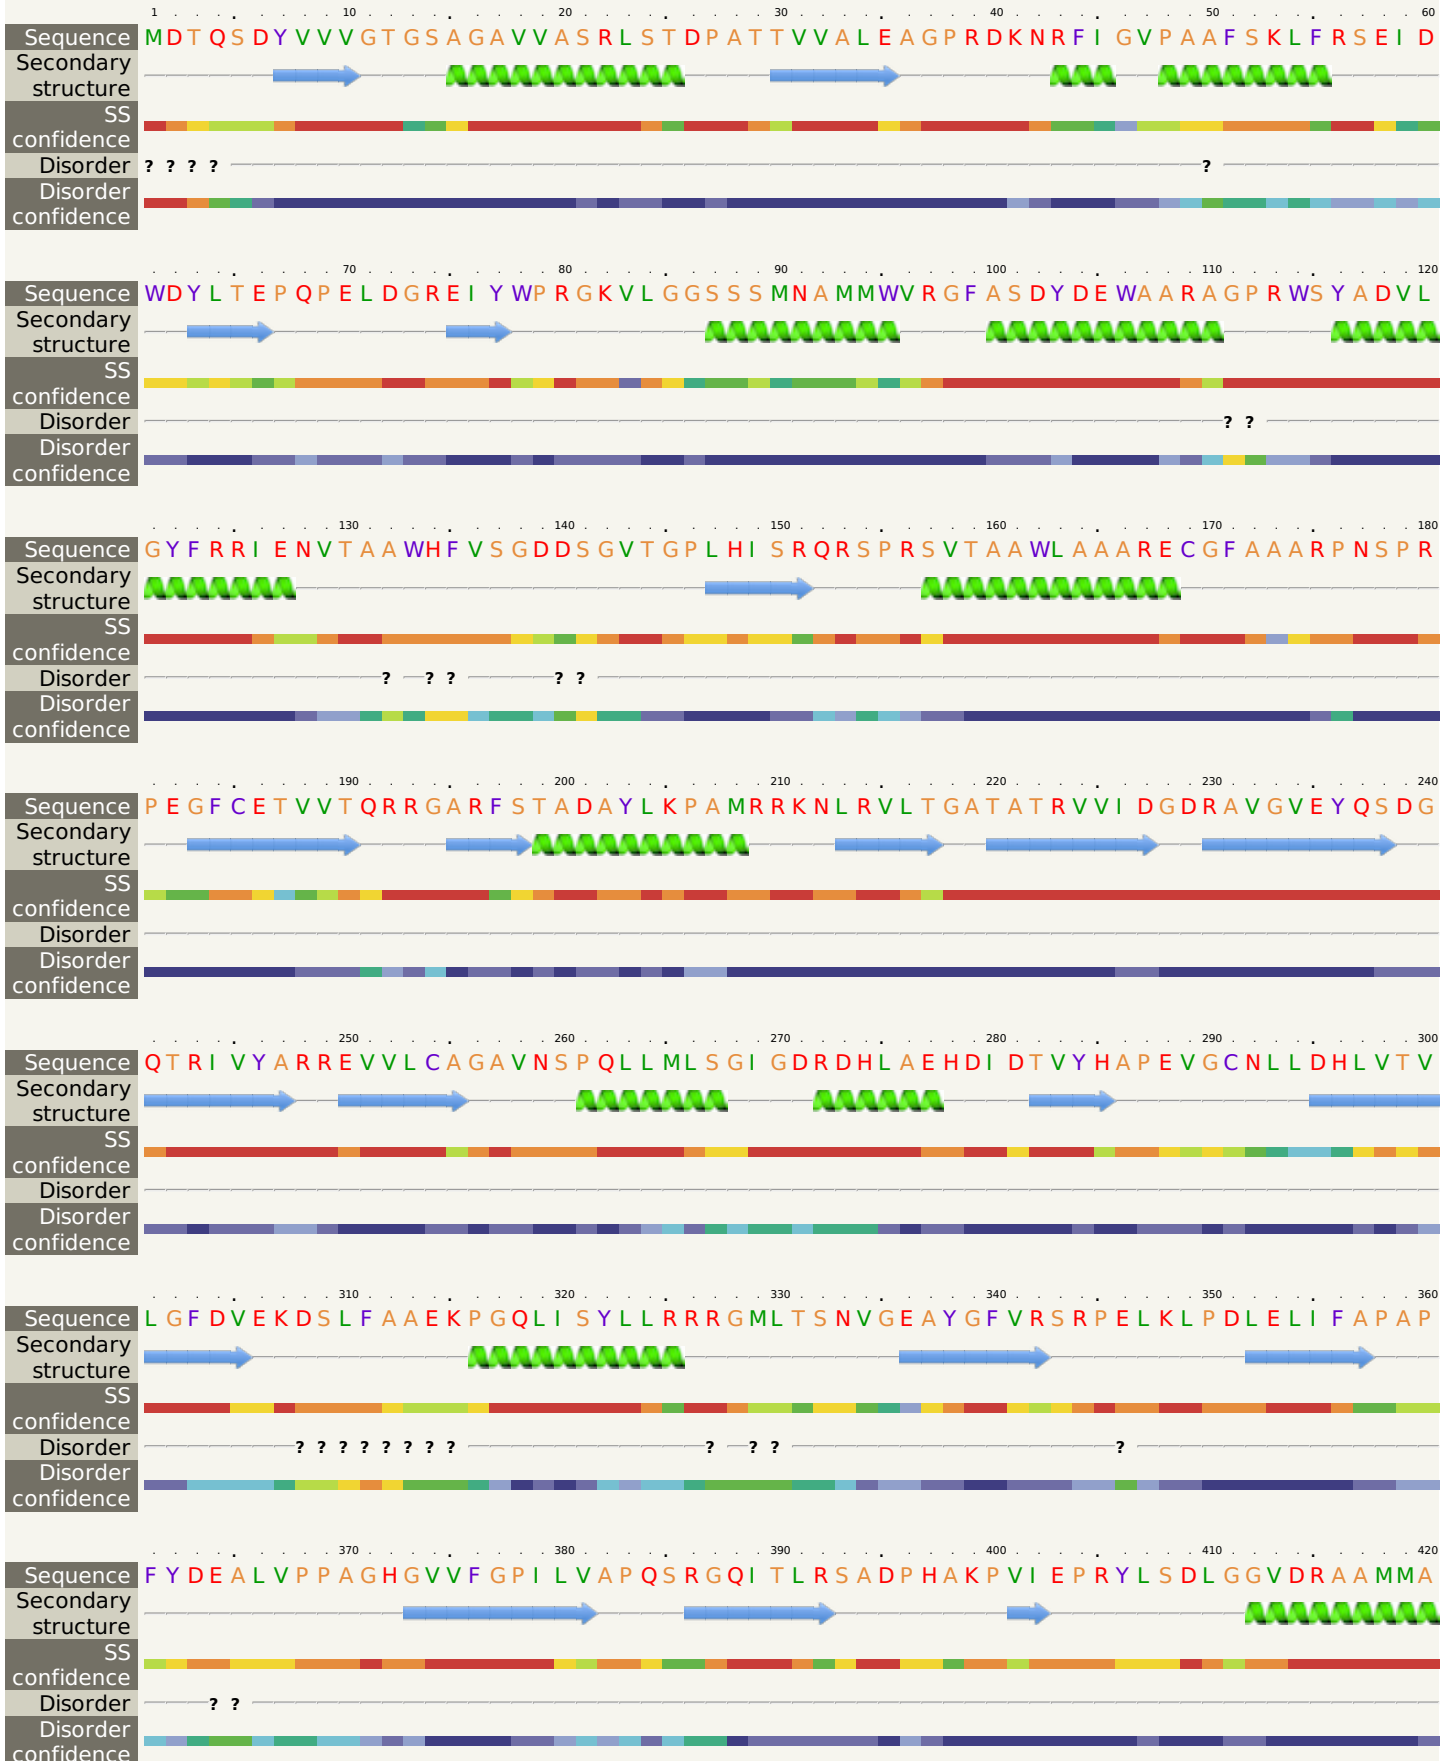 1 . . . . . . . . 10 . . . . . . . . . 20 . . . . . . . . . 30 . . . . . . . . . 40 . . . . . . . . . 50 . . . . . . . . . 60
Sequence MDTQSDYVVVGTGSAGAVVASRLSTDPATTVVALEAGPRDKNRFIGVPAAFSKLFRSEID
Secondary
structure
SS
confidence
Disorder ? ? ? ? ?
Disorder
confidence
. . . . . . . . . 70 . . . . . . . . . 80 . . . . . . . . . 90 . . . . . . . . . 100 . . . . . . . . . 110 . . . . . . . . . 120
Sequence WDYLTEPQPELDGREIYWPRGKVLGGSSSMNAMMWVRGFASDYDEWAARAGPRWSYADVL
Secondary
structure
SS
confidence
Disorder ? ?
Disorder
confidence
. . . . . . . . . 130 . . . . . . . . . 140 . . . . . . . . . 150 . . . . . . . . . 160 . . . . . . . . . 170 . . . . . . . . . 180
Sequence GYFRRIENVTAAWHFVSGDDSGVTGPLHISRQRSPRSVTAAWLAAARECGFAAARPNSPR
Secondary
structure
SS
confidence
Disorder ? ? ? ? ?
Disorder
confidence
. . . . . . . . . 190 . . . . . . . . . 200 . . . . . . . . . 210 . . . . . . . . . 220 . . . . . . . . . 230 . . . . . . . . . 240
Sequence PEGFCETVVTQRRGARFSTADAYLKPAMRRKNLRVLTGATATRVVIDGDRAVGVEYQSDG
Secondary
structure
SS
confidence
Disorder
Disorder
confidence
. . . . . . . . . 250 . . . . . . . . . 260 . . . . . . . . . 270 . . . . . . . . . 280 . . . . . . . . . 290 . . . . . . . . . 300
Sequence QTRIVYARREVVLCAGAVNSPQLLMLSGIGDRDHLAEHDIDTVYHAPEVGCNLLDHLVTV
Secondary
structure
SS
confidence
Disorder
Disorder
confidence
. . . . . . . . . 310 . . . . . . . . . 320 . . . . . . . . . 330 . . . . . . . . . 340 . . . . . . . . . 350 . . . . . . . . . 360
Sequence LGFDVEKDSLFAAEKPGQLISYLLRRRGMLTSNVGEAYGFVRSRPELKLPDLELIFAPAP
Secondary
structure
SS
confidence
Disorder ? ? ? ? ? ? ? ? ? ? ? ?
Disorder
confidence
. . . . . . . . . 370 . . . . . . . . . 380 . . . . . . . . . 390 . . . . . . . . . 400 . . . . . . . . . 410 . . . . . . . . . 420
Sequence FYDEALVPPAGHGVVFGPILVAPQSRGQITLRSADPHAKPVIEPRYLSDLGGVDRAAMMA
Secondary
structure
SS
confidence
Disorder ? ?
Disorder
confidence